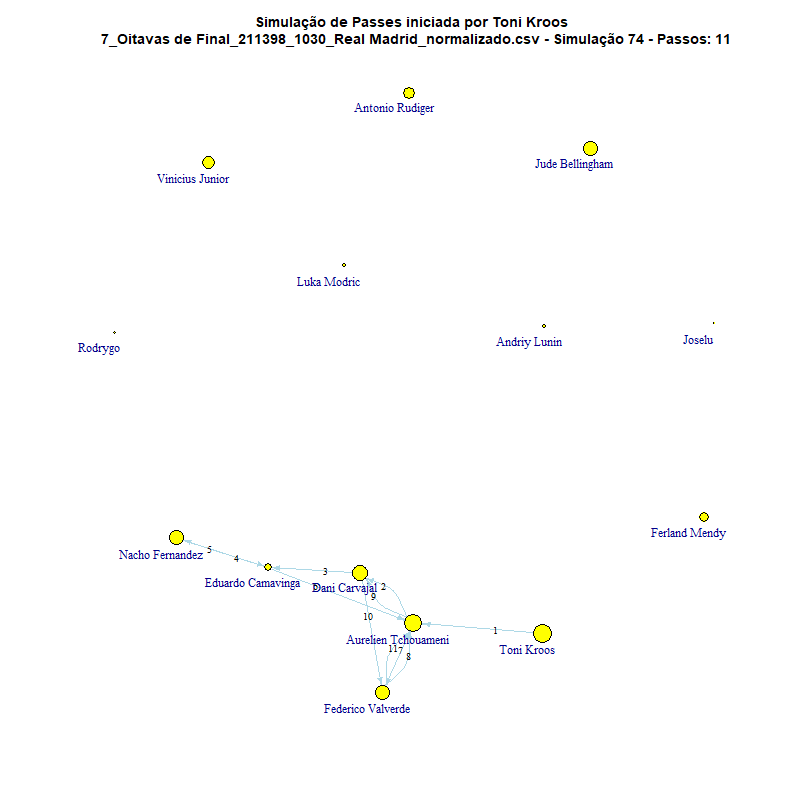 Simulação de Passes iniciada por Toni Kroos
7_Oitavas de Final_211398_1030_Real Madrid_normalizado.csv - Simulação 74 - Passos: 11
Antonio Rudiger
Jude Bellingham
Vinicius Junior
Luka Modric
Rodrygo
Andriy Lunin
Joselu
Ferland Mendy
Nacho Fernandez
5
4
Eduardo Camavinga
3
Dani Carvajal
2
9
10
Aurelien Tchouameni
1
Toni Kroos
11
7
8
Federico Valverde